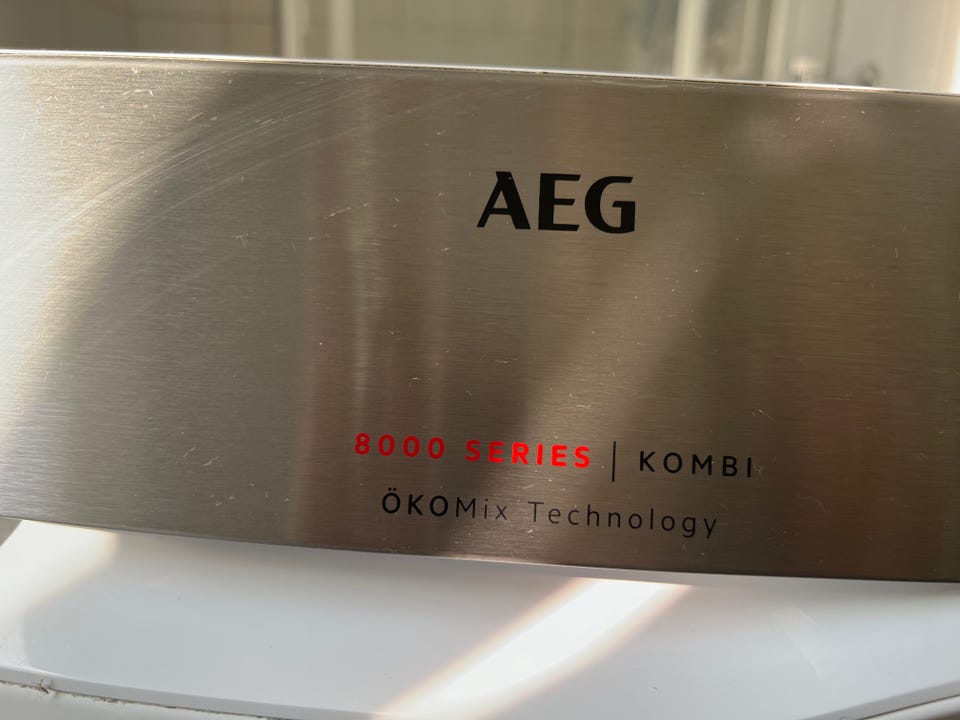 AEG
8000 SERIES | KOMBI
ÖKOMix Technology